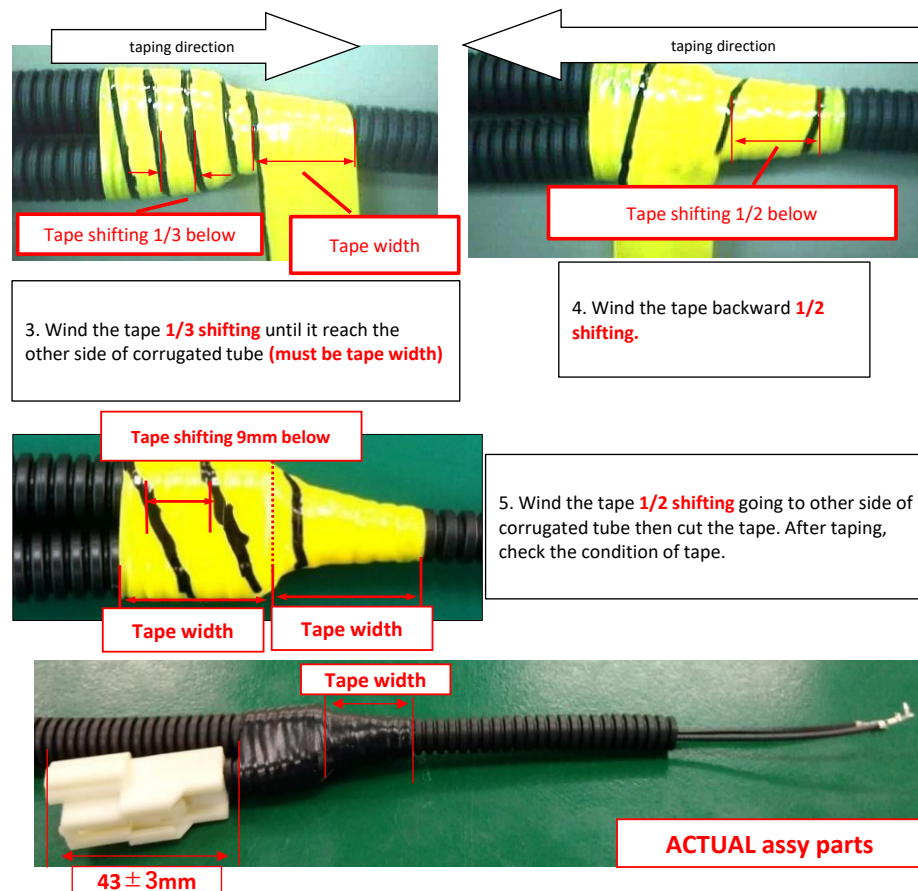 taping direction
taping direction
Tape shifting 1/3 below
Tape width
Tape shifting 1/2 below
3. Wind the tape 1/3 shifting until it reach the
other side of corrugated tube (must be tape width)
4. Wind the tape backward 1/2
shifting.
Tape shifting 9mm below
Tape width
Tape width
5. Wind the tape 1/2 shifting going to other side of
corrugated tube then cut the tape. After taping,
check the condition of tape.
Tape width
43±3mm
ACTUAL assy parts